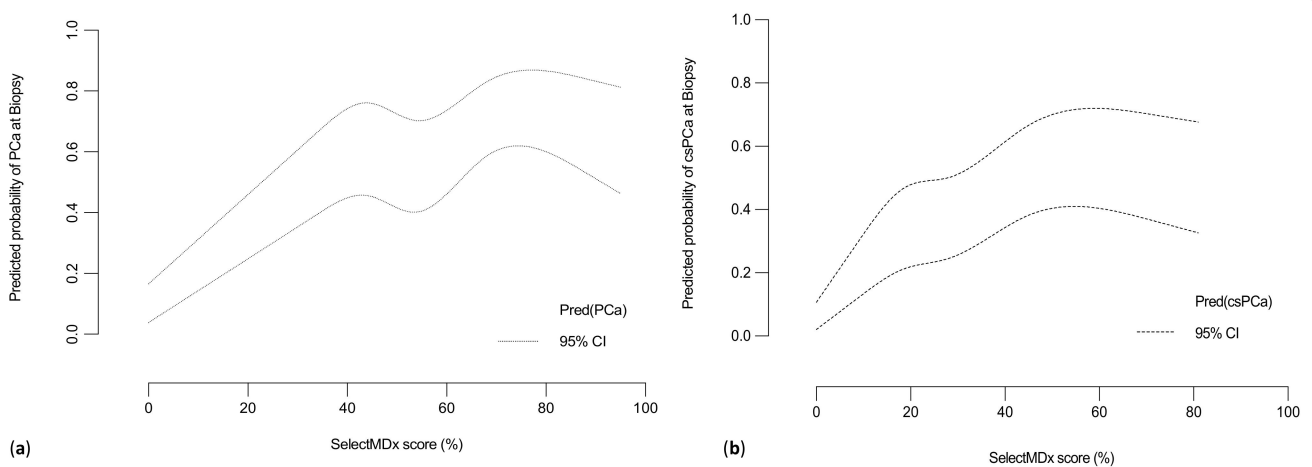 Predicted probability of PCa at Biopsy
1.0
0.8
0.6
0.4
0.2
0.0
Pred(PCa)
95% CI
0 20 40 60 80 100
SelectMDx score (%)
(a)
Predicted probability of csPCa at Biopsy
1.0
0.8
0.6
0.4
0.2
0.0
Pred(csPCa)
95% CI
0 20 40 60 80 100
SelectMDx score (%)
(b)